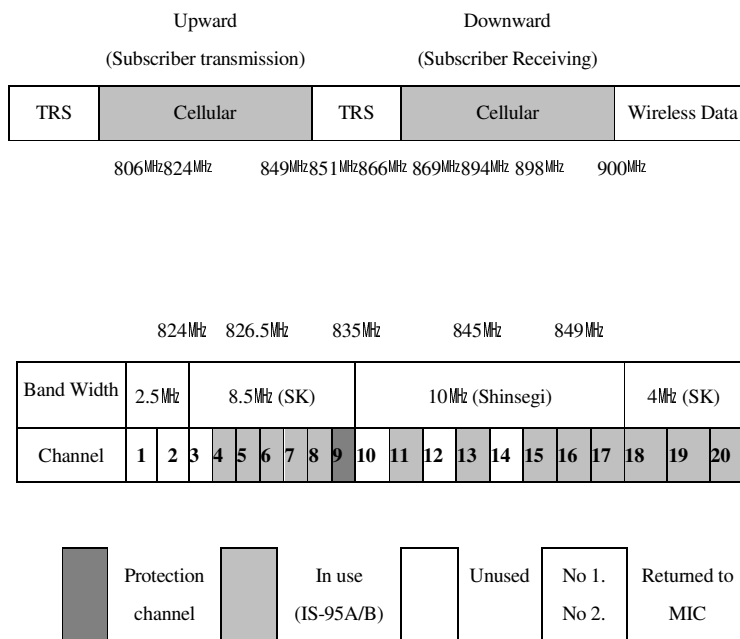 Upward Downward
(Subscriber transmission) (Subscriber Receiving)
TRS Cellular TRS Cellular Wireless Data
806㎒824㎒ 849㎒851㎒866㎒ 869㎒894㎒ 898㎒ 900㎒
824㎒ 826.5㎒ 835㎒ 845㎒ 849㎒
Band Width 2.5㎒ 8.5㎒ (SK) 10㎒ (Shinsegi) 4㎒ (SK)
Channel 1 2 3 4 5 6 7 8 9 10 11 12 13 14 15 16 17 18 19 20
Protection In use Unused No 1. Returned to
channel (IS-95A/B) No 2. MIC